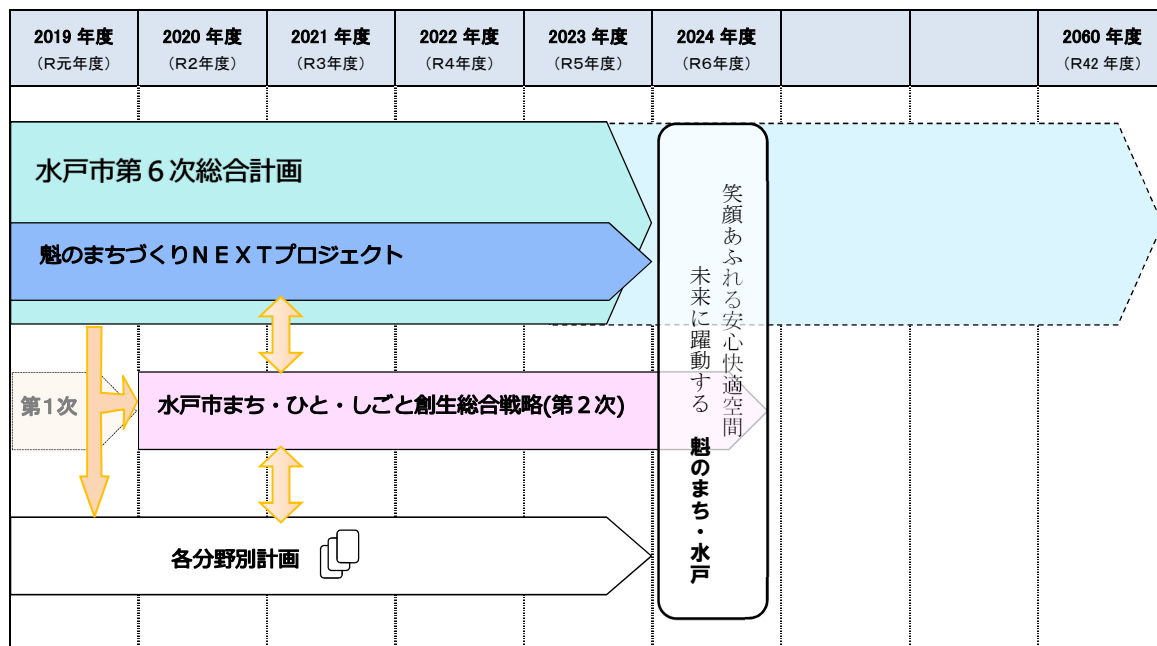 2019 年度
(R元年度)
2020 年度
(R2年度)
2021 年度
(R3年度)
2022 年度
(R4年度)
2023 年度
(R5年度)
2024 年度
(R6年度)
2060 年度
(R42 年度)
水戸市第６次総合計画
魁のまちづくりＮＥＸＴプロジェクト
第1次
水戸市まち・ひと・しごと創生総合戦略(第２次)
各分野別計画
笑顔あふれる安心快適空間
未来に躍動する 魁のまち・水戸